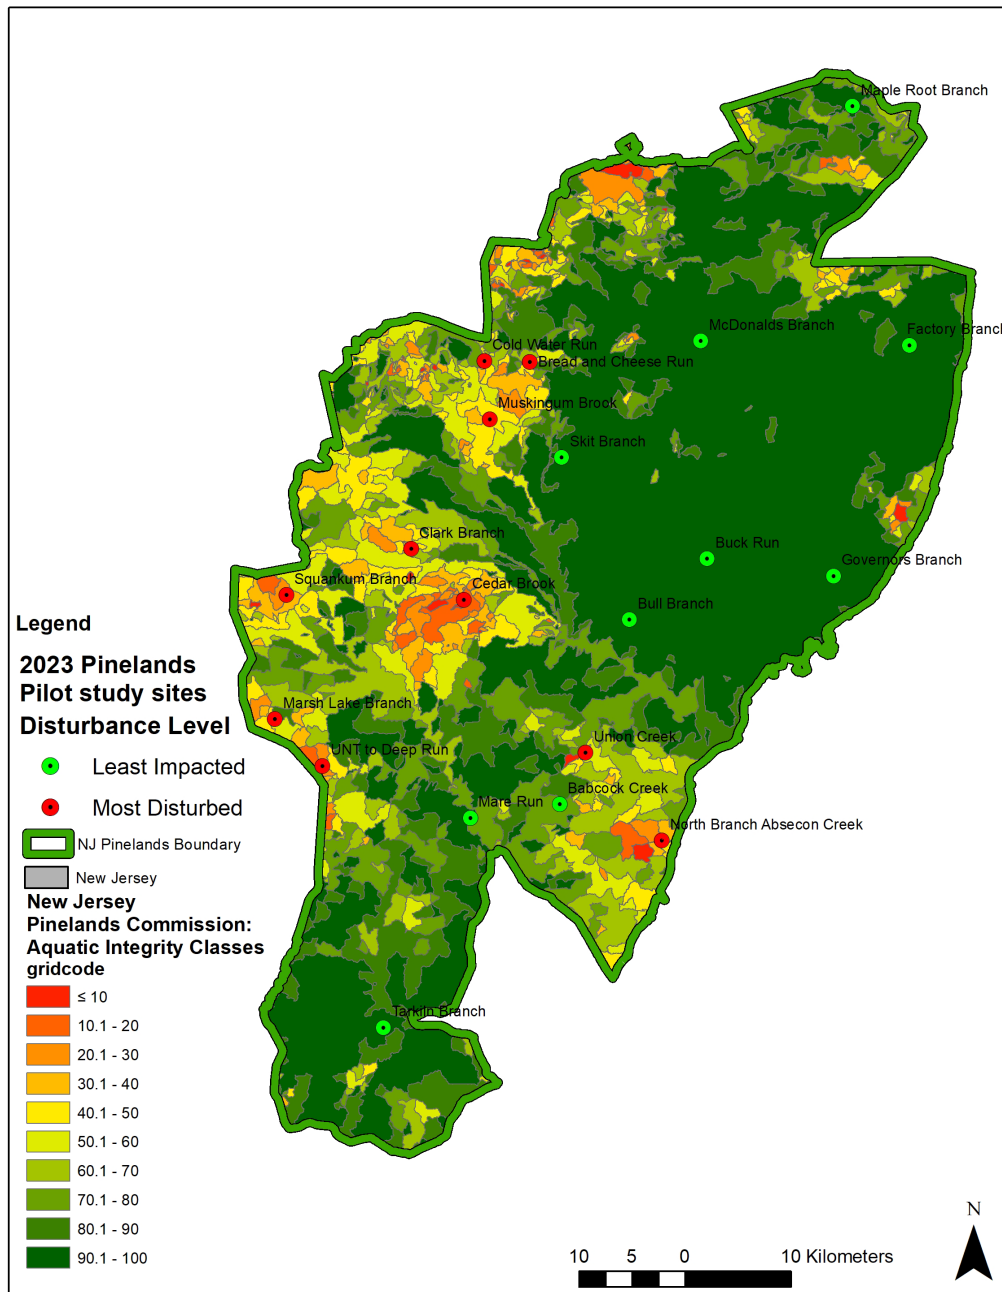 Maple Root Branch
McDonalds Branch
Factory Branch
Cold Water Run
Bread and Cheese Run
Muskingum Brook
Skit Branch
Clark Branch
Buck Run
Governors Branch
Squankum Branch
Cedar Brook
Bull Branch
Marsh Lake Branch
UNT to Deep Run
Union Creek
Babcock Creek
Mare Run
North Branch Absecon Creek
Tarkiln Branch
Legend
2023 Pinelands
Pilot study sites
Disturbance Level
Least Impacted
Most Disturbed
NJ Pinelands Boundary
New Jersey
New Jersey
Pinelands Commission:
Aquatic Integrity Classes
gridcode
≤ 10
10.1 - 20
20.1 - 30
30.1 - 40
40.1 - 50
50.1 - 60
60.1 - 70
70.1 - 80
80.1 - 90
90.1 - 100
N
10 5 0 10 Kilometers